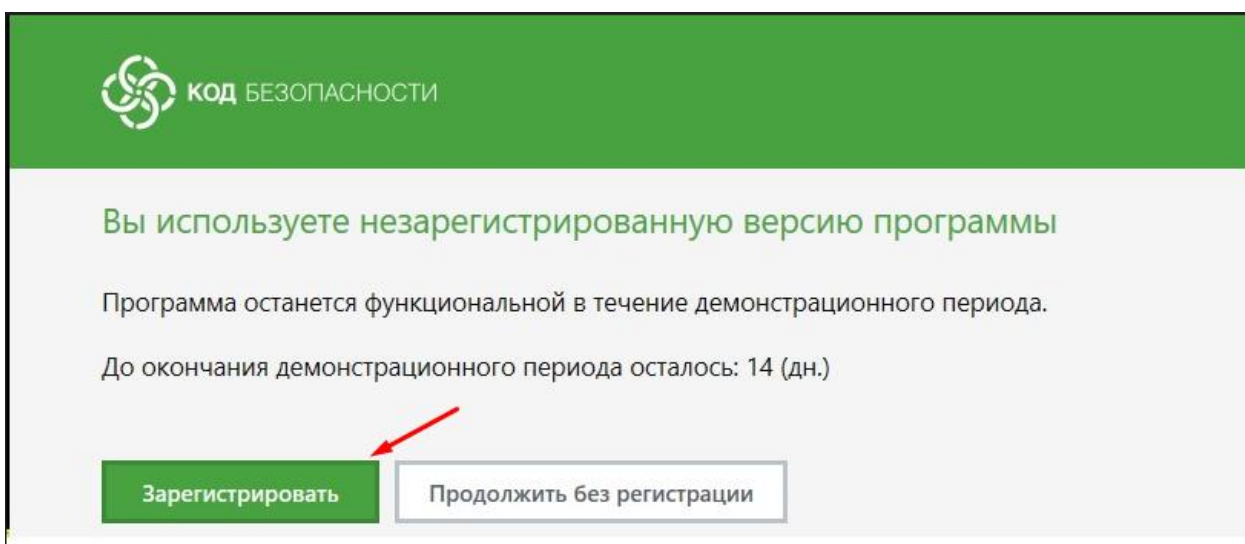 КОД БЕЗОПАСНОСТИ
Вы используете незарегистрированную версию программы
Программа останется функциональной в течение демонстрационного периода.
До окончания демонстрационного периода осталось: 14 (дн.)
Зарегистрировать
Продолжить без регистрации